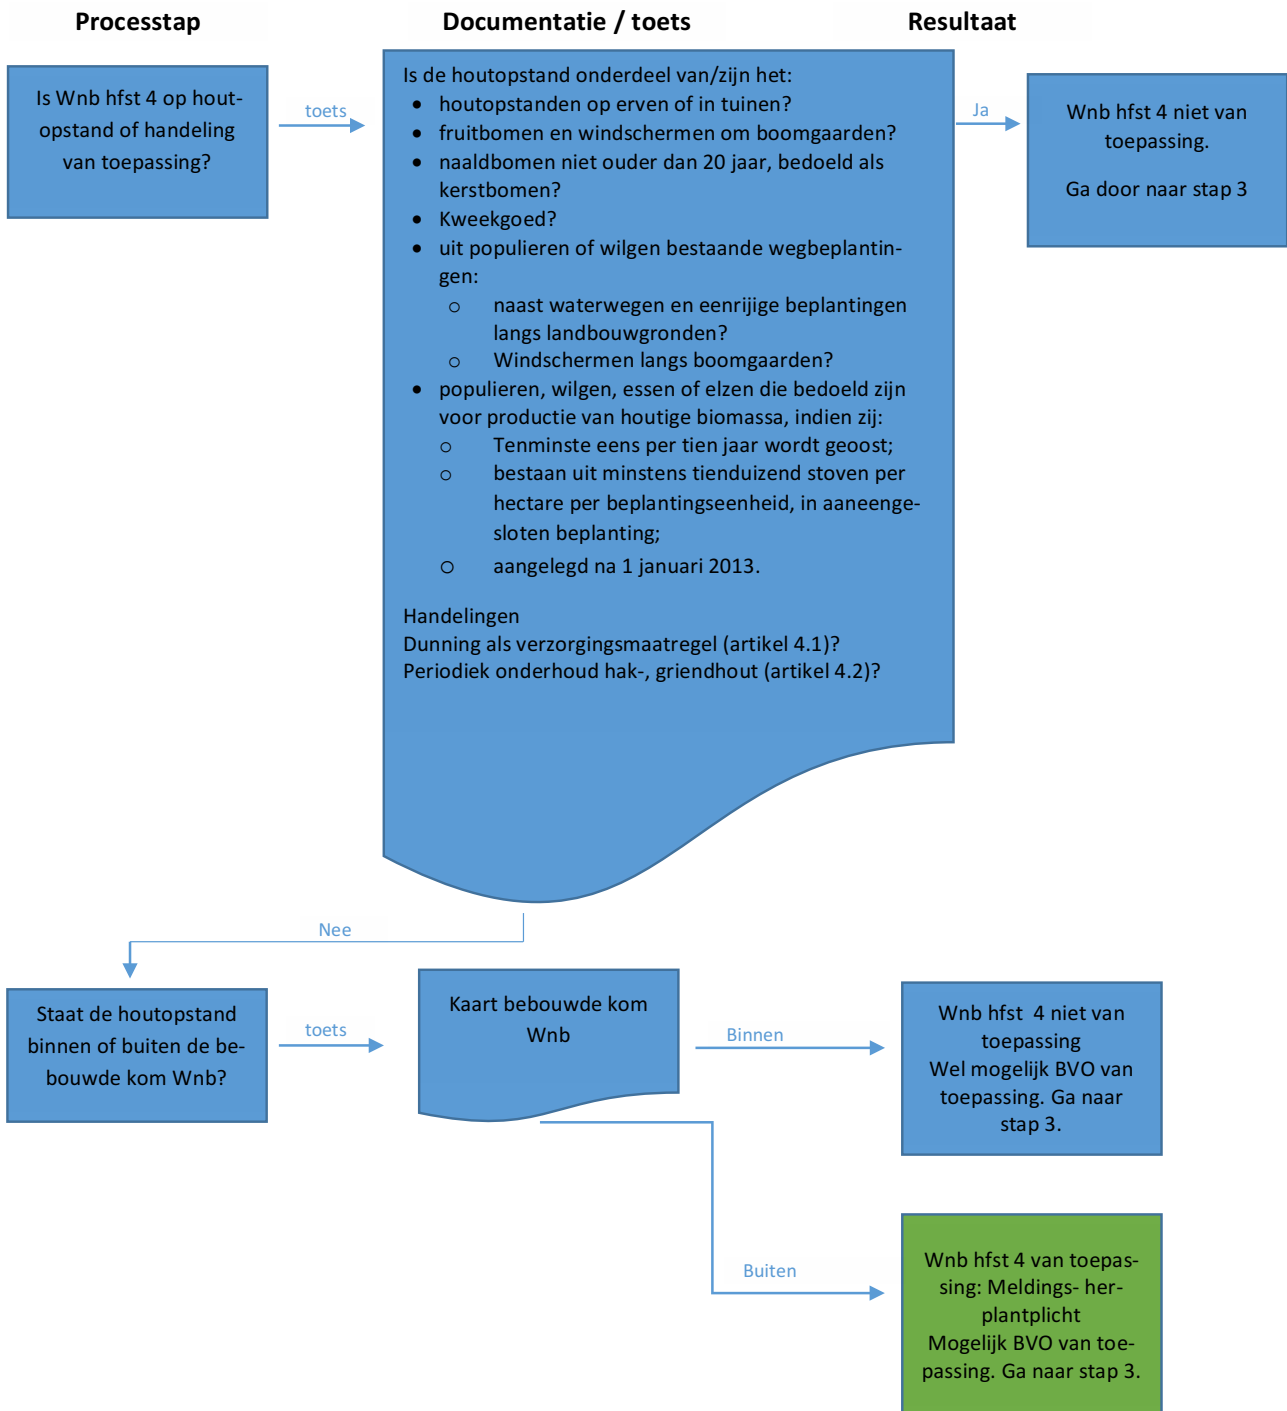 Processtap
Documentatie / toets
Resultaat
Is Wnb hfst 4 op hout-
opstand of handeling
van toepassing?
toets
Is de houtopstand onderdeel van/zijn het:
• houtopstanden op erven of in tuinen?
• fruitbomen en windschermen om boomgaarden?
• naaldbomen niet ouder dan 20 jaar, bedoeld als
kerstbomen?
• Kweekgoed?
• uit populieren of wilgen bestaande wegbeplantin-
gen:
o naast waterwegen en eenrijige beplantingen
langs landbouwgronden?
o Windschermen langs boomgaarden?
• populieren, wilgen, essen of elzen die bedoeld zijn
voor productie van houtige biomassa, indien zij:
o Tenminste eens per tien jaar wordt geoost;
o bestaan uit minstens tienduizend stoven per
hectare per beplantingseenheid, in aaneenge-
sloten beplanting;
o aangelegd na 1 januari 2013.
Handelingen
Dunning als verzorgingsmaatregel (artikel 4.1)?
Periodiek onderhoud hak-, griendhout (artikel 4.2)?
Ja
Wnb hfst 4 niet van
toepassing.
Ga door naar stap 3
Nee
Staat de houtopstand
binnen of buiten de be-
bouwde kom Wnb?
toets
Kaart bebouwde kom
Wnb
Binnen
Wnb hfst 4 niet van
toepassing
Wel mogelijk BVO van
toepassing. Ga naar
stap 3.
Buiten
Wnb hfst 4 van toepas-
sing: Meldings- her-
plantplicht
Mogelijk BVO van toe-
passing. Ga naar stap 3.